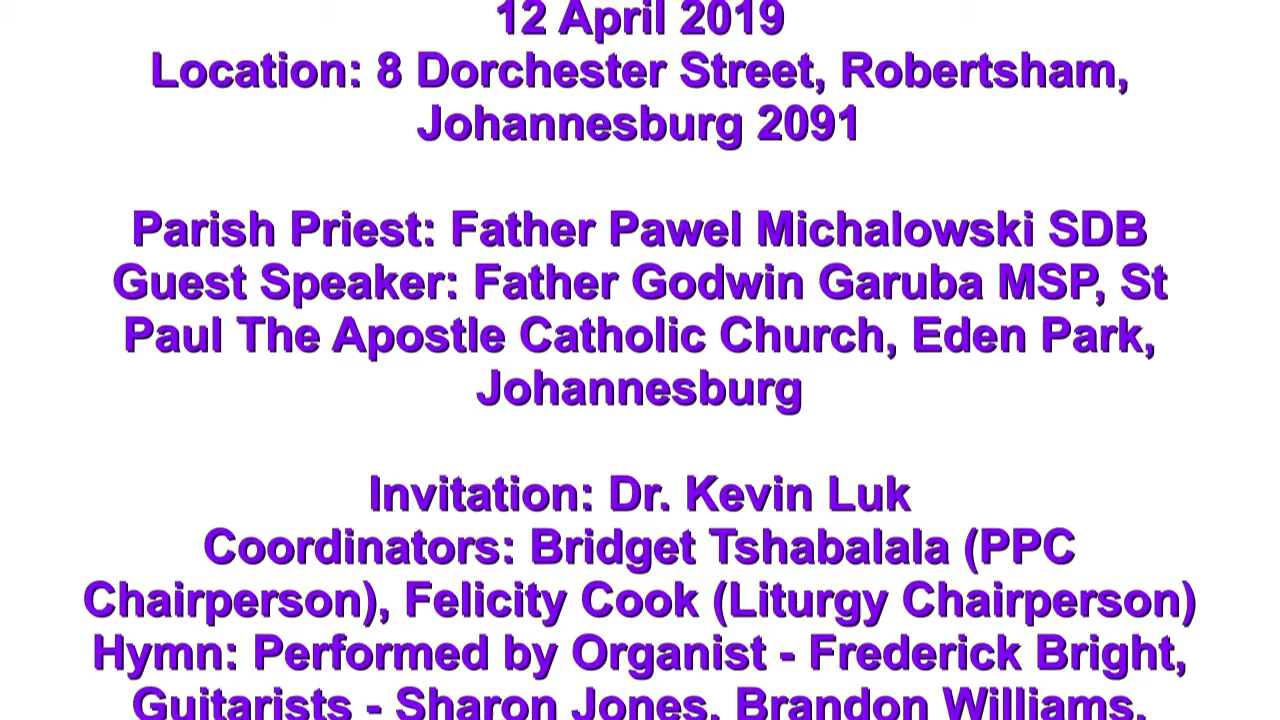 12 April 2019
Location: 8 Dorchester Street, Robertsham,
Johannesburg 2091
Parish Priest: Father Pawel Michalowski SDB
Guest Speaker: Father Godwin Garuba MSP, St
Paul The Apostle Catholic Church, Eden Park,
Johannesburg
Invitation: Dr. Kevin Luk
Coordinators: Bridget Tshabalala (PPC
Chairperson), Felicity Cook (Liturgy Chairperson)
Hymn: Performed by Organist - Frederick Bright,
Guitarists - Sharon Jones, Brandon Williams,